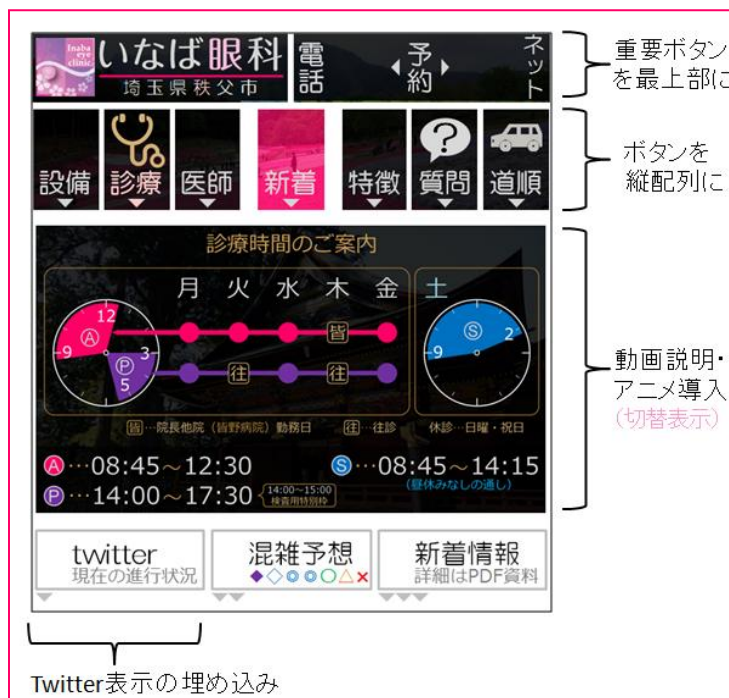 Inaba
eye
clinic
いなば眼科
埼玉県秩父市
電話
予約
ネット
重要ボタン
を最上部に
設備
診療
医師
新着
特徴
質問
道順
ボタンを
縦配列に
診療時間のご案内
月 火 水 木 金 土
12
A
9
皆
S
2
9
P
3
5
往 往
皆…院長他院(皆野病院)勤務日 往…往診 休診…日曜・祝日
A…08:45～12:30
S…08:45～14:15
(昼休みなしの通し)
P…14:00～17:30
14:00～15:00
検査用特別枠
動画説明・
アニメ導入
(切替表示)
twitter
現在の進行状況
混雑予想
◆◇◎◎○△×
新着情報
詳細はPDF資料
Twitter表示の埋め込み